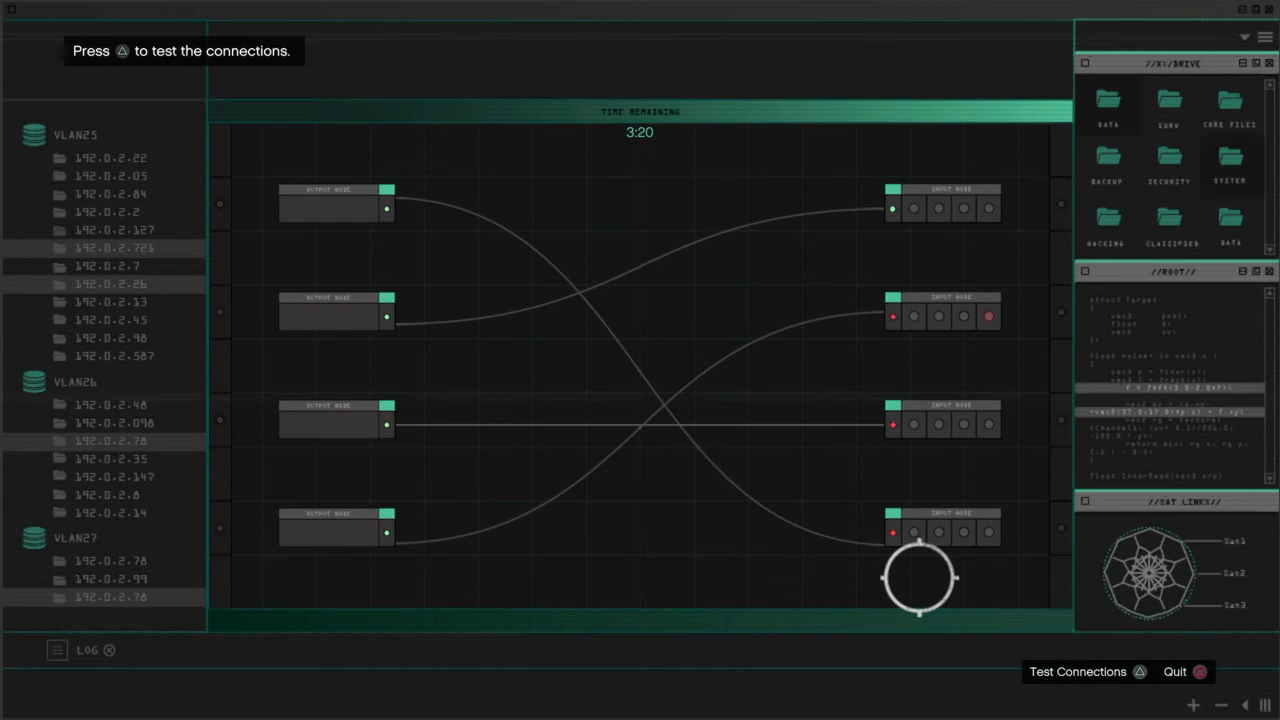 Press △ to test the connections.
TIME REMAINING
3:20
VLAN25
192.0.2.22
192.0.2.05
192.0.2.84
192.0.2.2
192.0.2.127
192.0.2.721
192.0.2.7
192.0.2.26
192.0.2.13
192.0.2.45
192.0.2.98
192.0.2.587
VLAN26
192.0.2.48
192.0.2.098
192.0.2.78
192.0.2.35
192.0.2.147
192.0.2.8
192.0.2.14
VLAN27
192.0.2.78
192.0.2.99
192.0.2.78
OUTPUT NODE
INPUT NODE
OUTPUT NODE
INPUT NODE
OUTPUT NODE
INPUT NODE
OUTPUT NODE
INPUT NODE
//X:/DRIVE
DATA
CORE FILES
BACKUP SECURITY SYSTEM
HACKING CLASSIFIED DATA
//ROOT//
struct Target
{
//SAT LINKS//
Sat1
Sat2
Sat3
LOG
Test Connections △ Quit